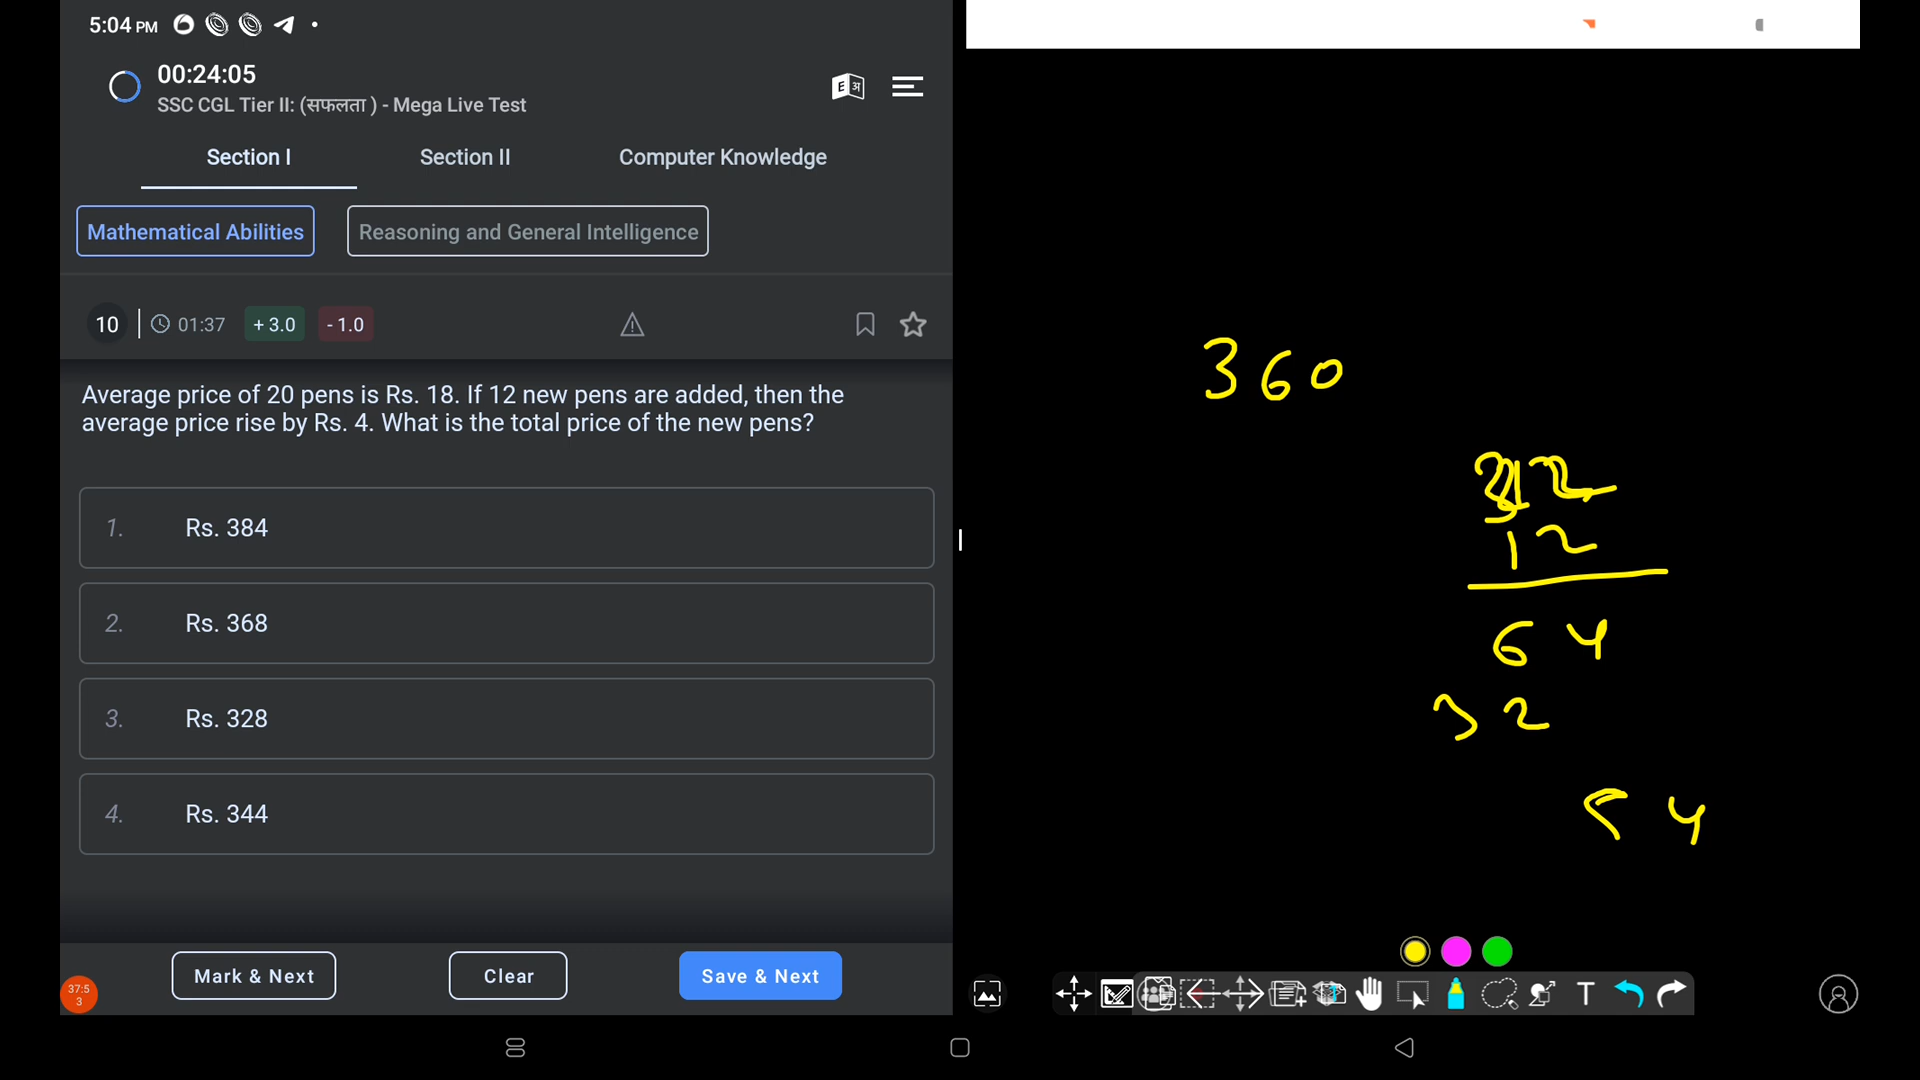 5:04 PM
00:24:05
SSC CGL Tier II: (सफलता ) - Mega Live Test
E अ
Section I Section II Computer Knowledge
Mathematical Abilities Reasoning and General Intelligence
10 01:37 + 3.0 - 1.0
Average price of 20 pens is Rs. 18. If 12 new pens are added, then the
average price rise by Rs. 4. What is the total price of the new pens?
1. Rs. 384
2. Rs. 368
3. Rs. 328
4. Rs. 344
Mark & Next Clear Save & Next
37:5
3
360
12
64
32
T